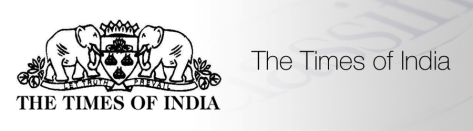 LET TRUTH PREVAIL
THE TIMES OF INDIA
The Times of India